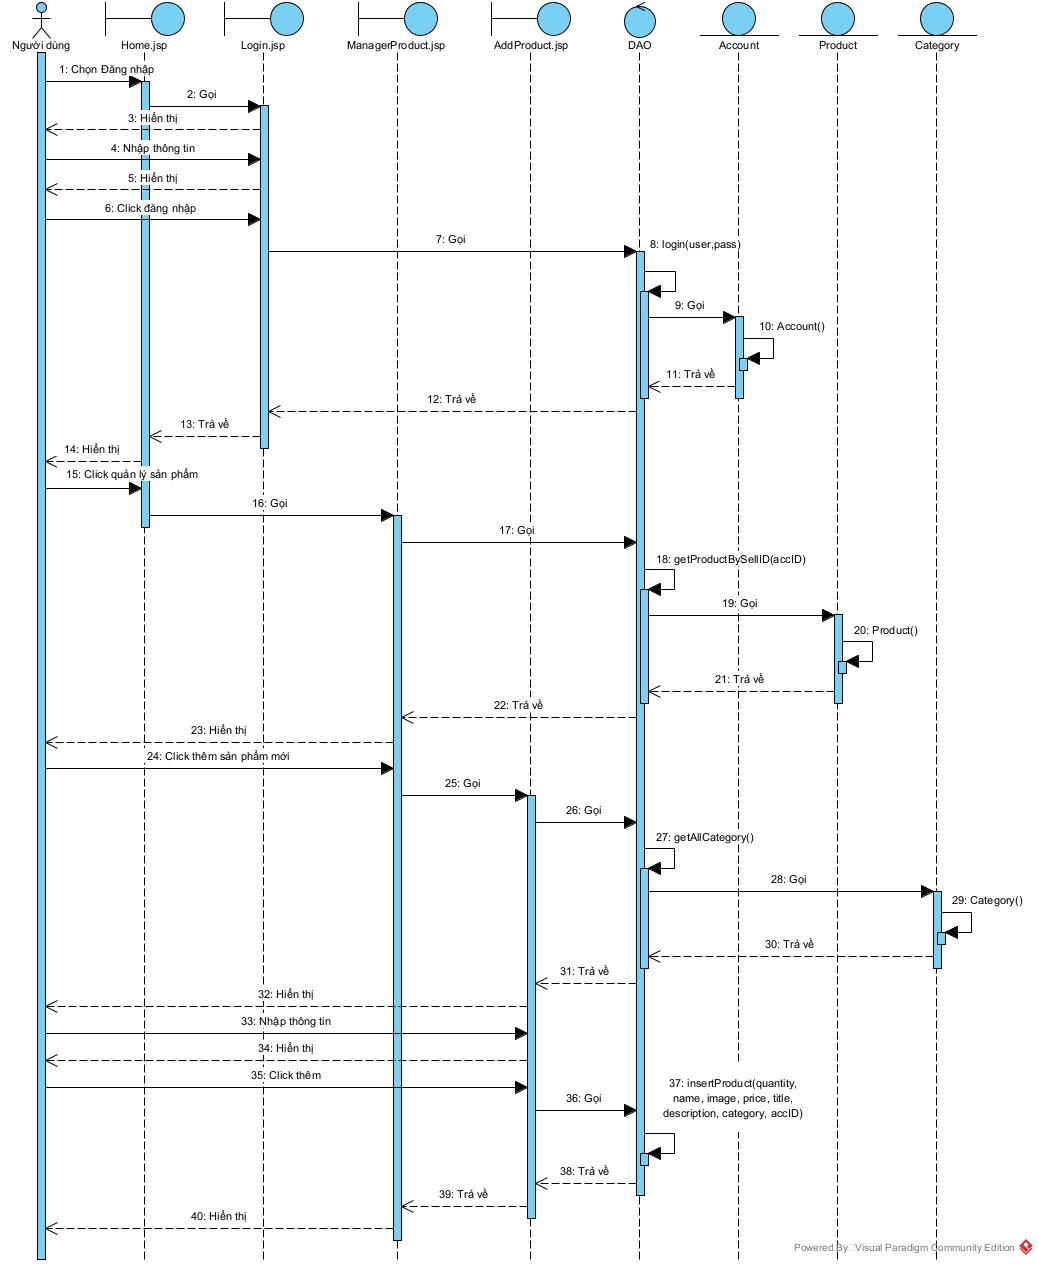 Người dùng
Home.jsp
Login.jsp
ManagerProduct.jsp
AddProduct.jsp
DAO
Account
Product
Category
1: Chọn Đăng nhập
2: Gọi
3: Hiển thị
4: Nhập thông tin
5: Hiển thị
6: Click đăng nhập
7: Gọi
8: login(user,pass)
9: Gọi
10: Account()
11: Trả về
12: Trả về
13: Trả về
14: Hiển thị
15: Click quản lý sản phẩm
16: Gọi
17: Gọi
18: getProductBySellID(accID)
19: Gọi
20: Product()
21: Trả về
22: Trả về
23: Hiển thị
24: Click thêm sản phẩm mới
25: Gọi
26: Gọi
27: getAllCategory()
28: Gọi
29: Category()
30: Trả về
31: Trả về
32: Hiển thị
33: Nhập thông tin
34: Hiển thị
35: Click thêm
36: Gọi
37: insertProduct(quantity,
name, image, price, title,
description, category, accID)
38: Trả về
39: Trả về
40: Hiển thị
Powered By Visual Paradigm Community Edition